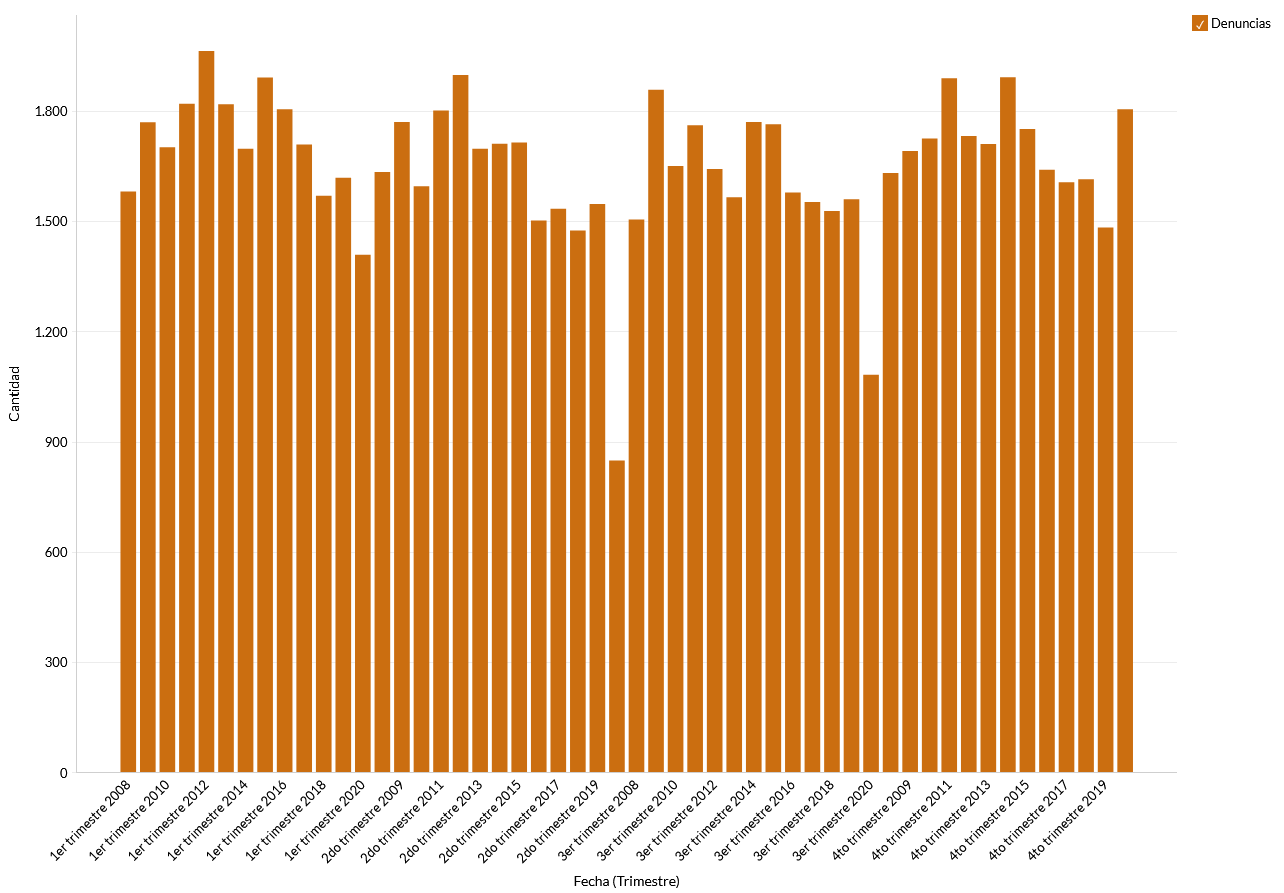 Denuncias
1.800
1.500
1.200
900
600
300
0
Cantidad
1er trimestre 2008
1er trimestre 2010
1er trimestre 2012
1er trimestre 2014
1er trimestre 2016
1er trimestre 2018
1er trimestre 2020
2do trimestre 2009
2do trimestre 2011
2do trimestre 2013
2do trimestre 2015
2do trimestre 2017
2do trimestre 2019
3er trimestre 2008
3er trimestre 2010
3er trimestre 2012
3er trimestre 2014
3er trimestre 2016
3er trimestre 2018
3er trimestre 2020
4to trimestre 2009
4to trimestre 2011
4to trimestre 2013
4to trimestre 2015
4to trimestre 2017
4to trimestre 2019
Fecha (Trimestre)